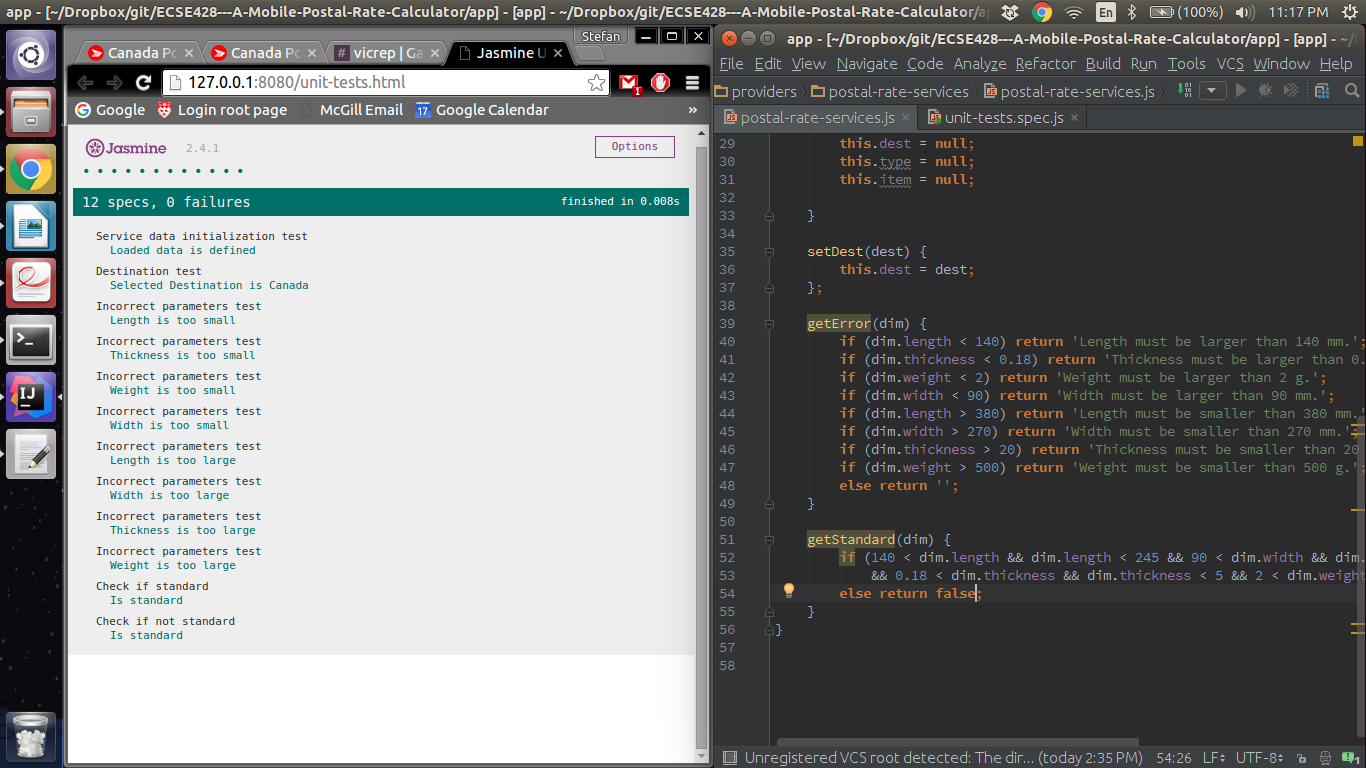 app - [~/Dropbox/git/ECSE428---A-Mobile-Postal-Rate-Calculator/app] - [app] - ~/Dropbox/git/ECSE428---A-Mobile-Postal-Rate-Calculator/ap
En (100%) 11:17 PM
Stefan
Canada Po
Canada Po
vicrep | Ga
Jasmine U
127.0.0.1:8080/unit-tests.html
1
Google
Login root page
McGill Email
17 Google Calendar
»
Jasmine 2.4.1
Options
12 specs, 0 failures
finished in 0.008s
Service data initialization test
Loaded data is defined
Destination test
Selected Destination is Canada
Incorrect parameters test
Length is too small
Incorrect parameters test
Thickness is too small
Incorrect parameters test
Weight is too small
Incorrect parameters test
Width is too small
Incorrect parameters test
Length is too large
Incorrect parameters test
Width is too large
Incorrect parameters test
Thickness is too large
Incorrect parameters test
Weight is too large
Check if standard
Is standard
Check if not standard
Is standard
app - [~/Dropbox/git/ECSE428---A-Mobile-Postal-Rate-Calculator/app] - [app] - ~/
File Edit View Navigate Code Analyze Refactor Build Run Tools VCS Window Help
providers
postal-rate-services
postal-rate-services.js
postal-rate-services.js
unit-tests.spec.js
29 this.dest = null;
30 this.type = null;
31 this.item = null;
32
33 }
34
35 setDest(dest) {
36 this.dest = dest;
37 };
38
39 getError(dim) {
40 if (dim.length < 140) return 'Length must be larger than 140 mm.';
41 if (dim.thickness < 0.18) return 'Thickness must be larger than 0.
42 if (dim.weight < 2) return 'Weight must be larger than 2 g.';
43 if (dim.width < 90) return 'Width must be larger than 90 mm.';
44 if (dim.length > 380) return 'Length must be smaller than 380 mm.'
45 if (dim.width > 270) return 'Width must be smaller than 270 mm.';
46 if (dim.thickness > 20) return 'Thickness must be smaller than 20
47 if (dim.weight > 500) return 'Weight must be smaller than 500 g.';
48 else return '';
49 }
50
51 getStandard(dim) {
52 if (140 < dim.length && dim.length < 245 && 90 < dim.width && dim.
53 && 0.18 < dim.thickness && dim.thickness < 5 && 2 < dim.weight
54 else return false;
55 }
56 }
57
58
Unregistered VCS root detected: The dir... (today 2:35 PM) 54:26 LF UTF-8 1